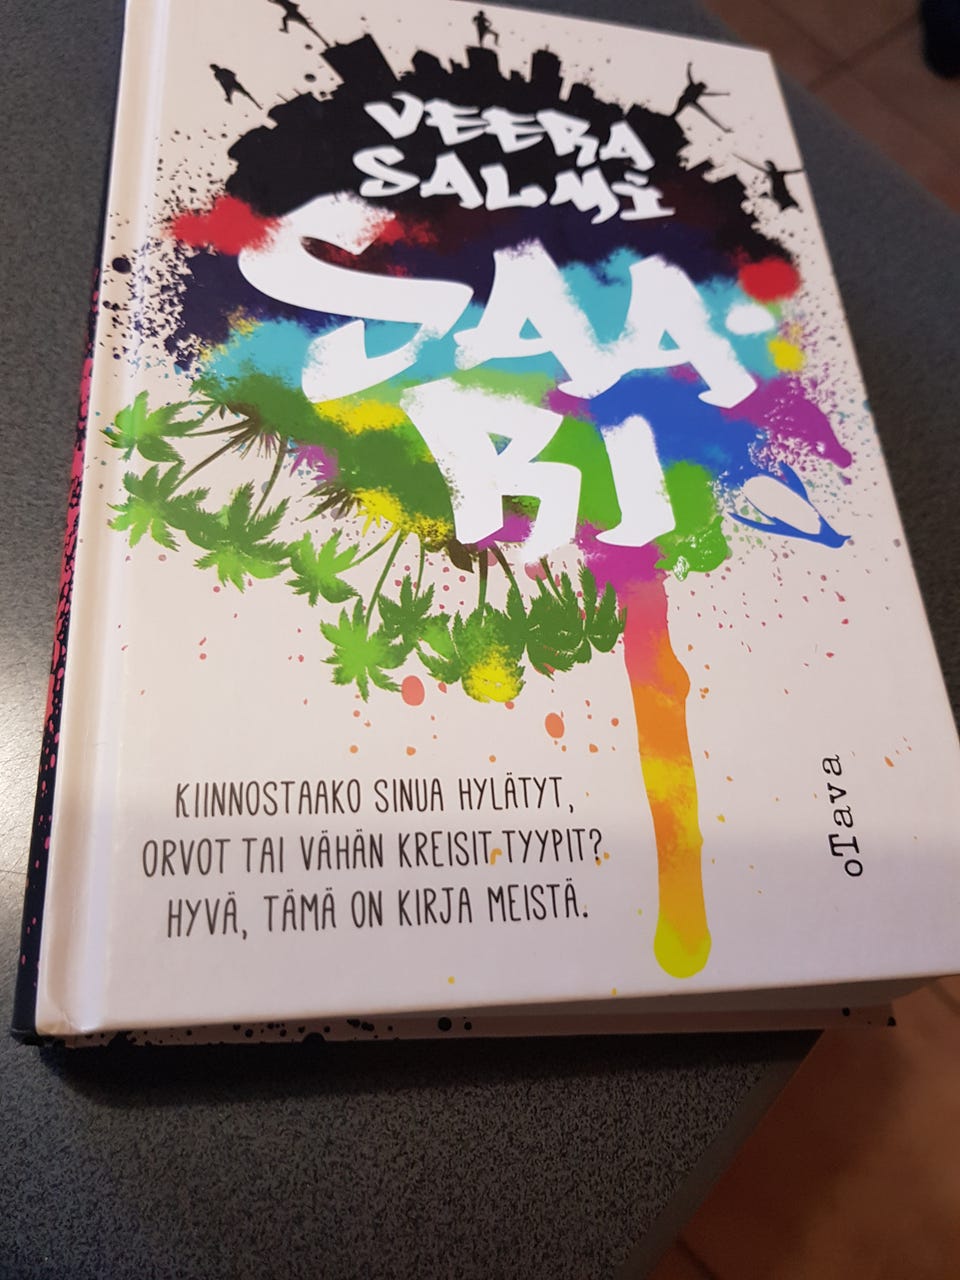 VEERA
SALMI
SAA-
RI
KIINNOSTAAKO SINUA HYLÄTYT,
ORVOT TAI VÄHÄN KREISIT TYYPIT?
HYVÄ, TÄMÄ ON KIRJA MEISTÄ.
oTava